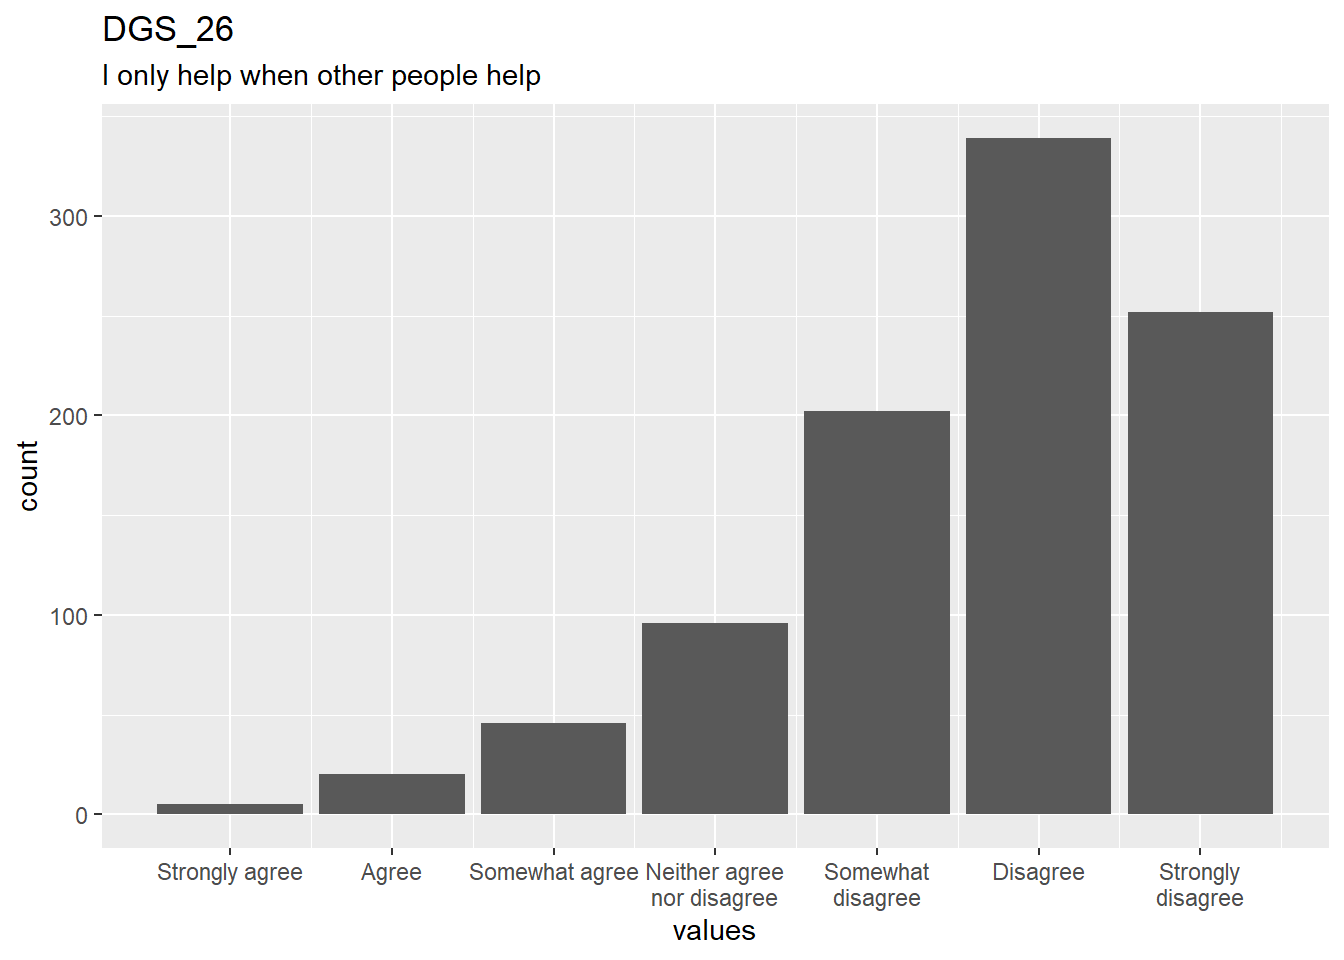 DGS_26
I only help when other people help
count
300
200
100
0
Strongly agree
Agree
Somewhat agree
Neither agree
nor disagree
Somewhat
disagree
Disagree
Strongly
disagree
values